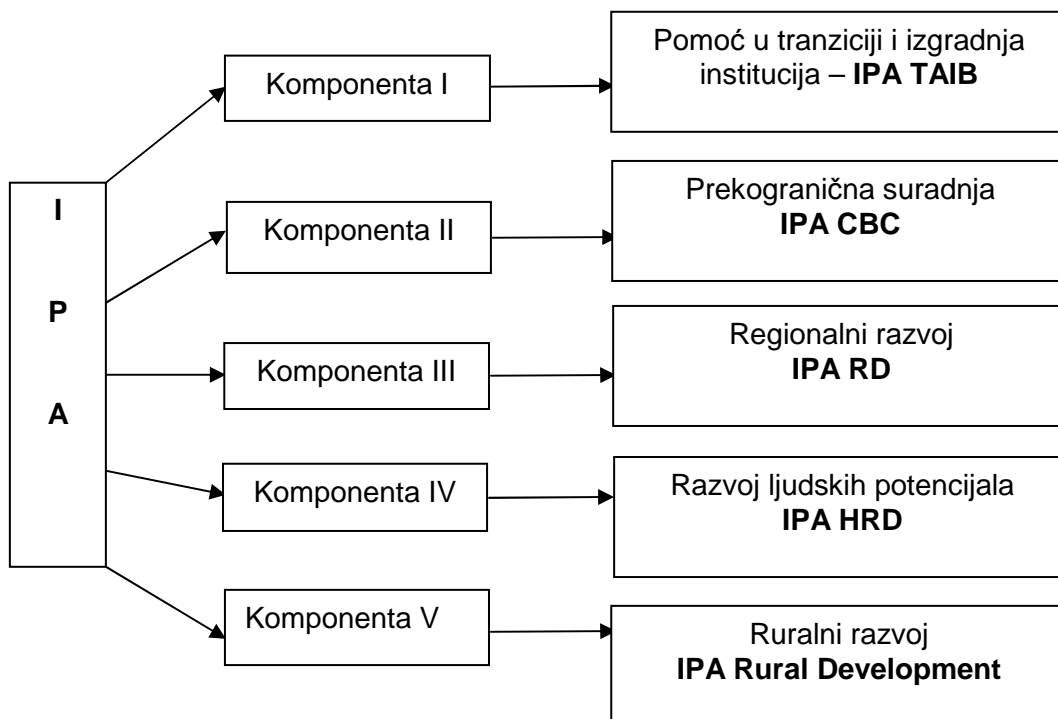 I
P
A
Komponenta I
Pomoć u tranziciji i izgradnja
institucija – IPA TAIB
Komponenta II
Prekogranična suradnja
IPA CBC
Komponenta III
Regionalni razvoj
IPA RD
Komponenta IV
Razvoj ljudskih potencijala
IPA HRD
Komponenta V
Ruralni razvoj
IPA Rural Development